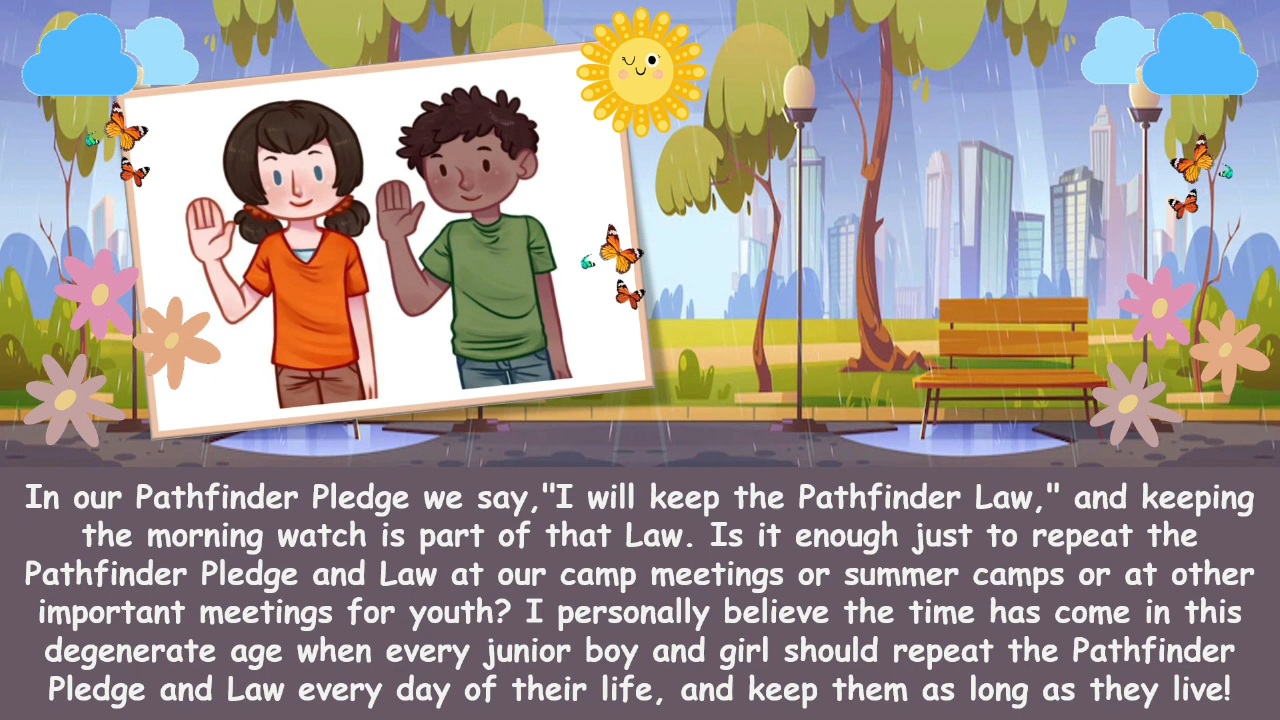 In our Pathfinder Pledge we say,"I will keep the Pathfinder Law," and keeping
the morning watch is part of that Law. Is it enough just to repeat the
Pathfinder Pledge and Law at our camp meetings or summer camps or at other
important meetings for youth? I personally believe the time has come in this
degenerate age when every junior boy and girl should repeat the Pathfinder
Pledge and Law every day of their life, and keep them as long as they live!